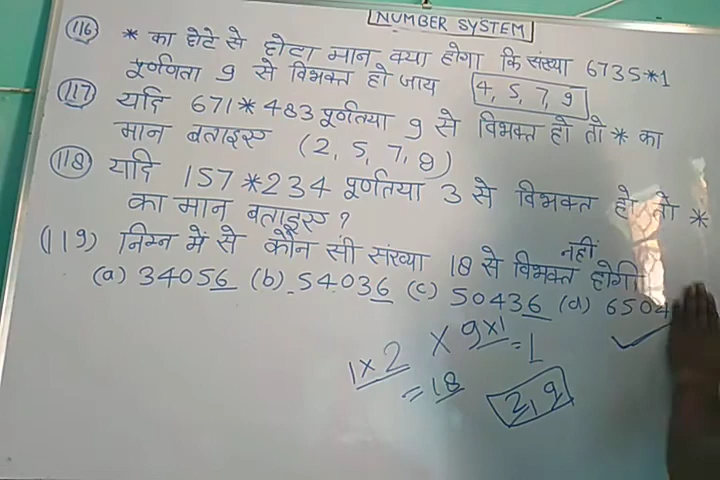 NUMBER SYSTEM
(116) * का छोटे से छोटा मान क्या होगा कि संख्या 6735*1
पूर्णतिया 9 से विभक्त हो जाय [4, 5, 7, 9]
(117) यदि 671*483 पूर्णतया 9 से विभक्त हो तो * का
मान बताइए (2, 5, 7, 8)
(118) यदि 157*234 पूर्णतिया 3 से विभक्त हो तो *
का मान बताइए ?
नहीं
(119) निम्न में से कौन सी संख्या 18 से विभक्त होगी
(a) 34056 (b) 54036 (c) 50436 (d) 6504
1×2 × 9×1 = 1
= 18
2, 9